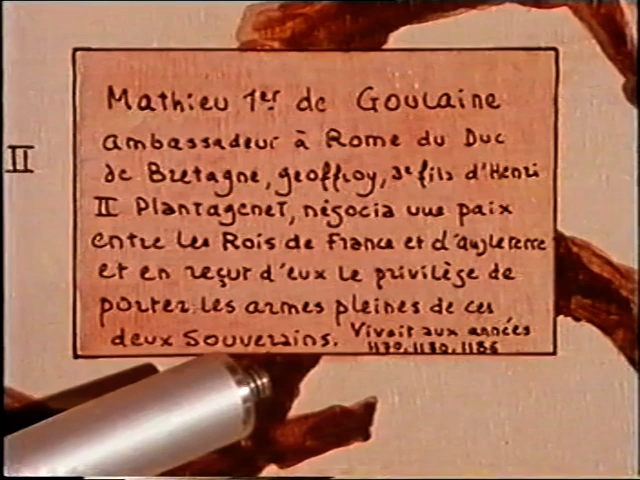 II
Mathieu 1er de Goulaine
ambassadeur à Rome du Duc
de Bretagne, geoffroy, 3e fils d'Henri
II Plantagenet, négocia une paix
entre les Rois de France et d'angleterre
et en reçut d'eux le privilège de
porter les armes pleines de ces
deux Souverains. Vivait aux années
1170, 1180, 1186